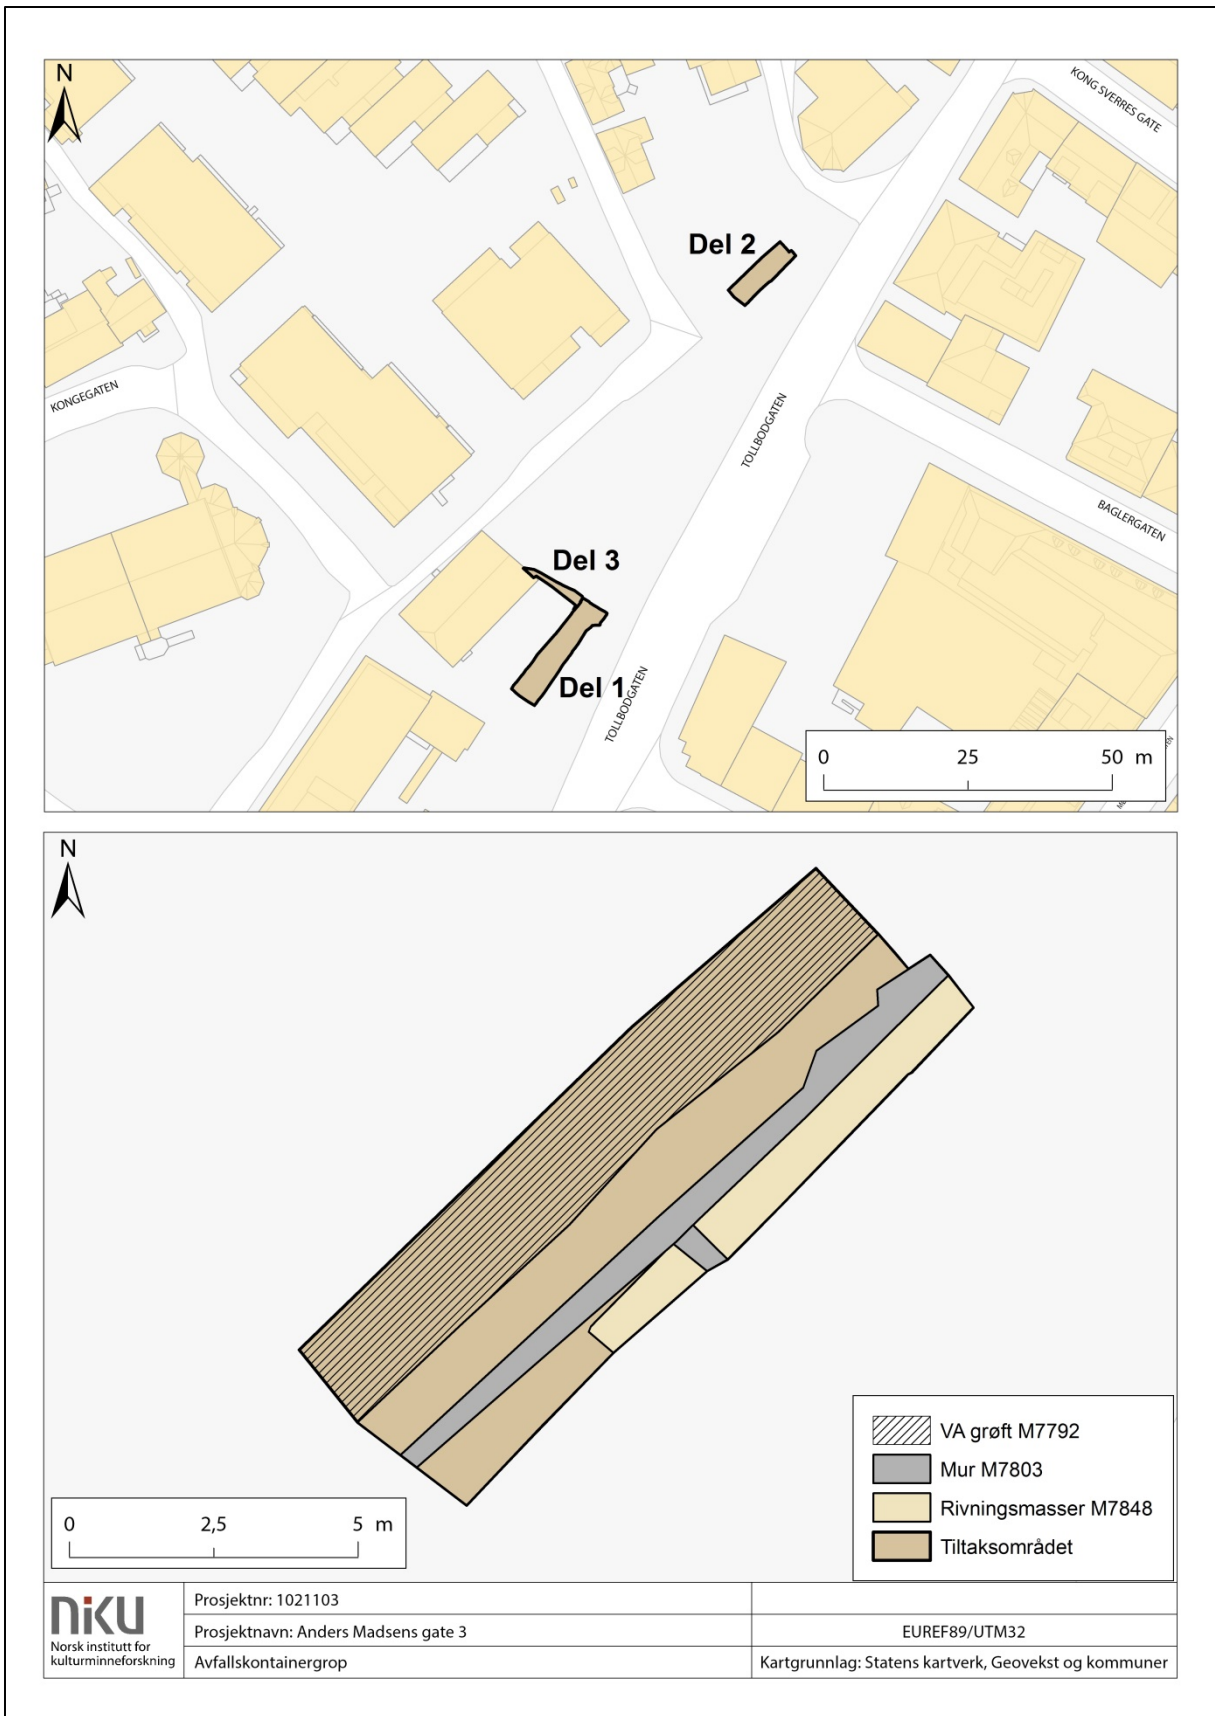 N
KONG SVERRES GATE
Del 2
KONGEGATEN
TOLLBODGATEN
BAGLERGATEN
Del 3
Del 1
TOLLBODGATEN
0 25 50 m
N
VA grøft M7792
Mur M7803
Rivningsmasser M7848
Tiltaksområdet
0 2,5 5 m
NIKU
Norsk institutt for
kulturminneforskning
Prosjektnr: 1021103
Prosjektnavn: Anders Madsens gate 3
EUREF89/UTM32
Avfallskontainergrop
Kartgrunnlag: Statens kartverk, Geovekst og kommuner